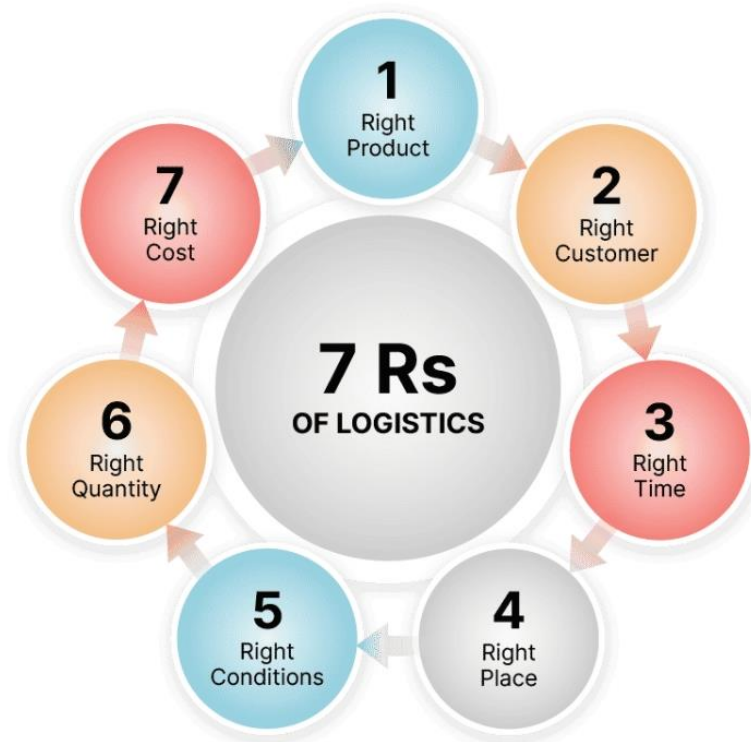 1
Right
Product
2
Right
Customer
3
Right
Time
4
Right
Place
5
Right
Conditions
6
Right
Quantity
7
Right
Cost
7 Rs
OF LOGISTICS